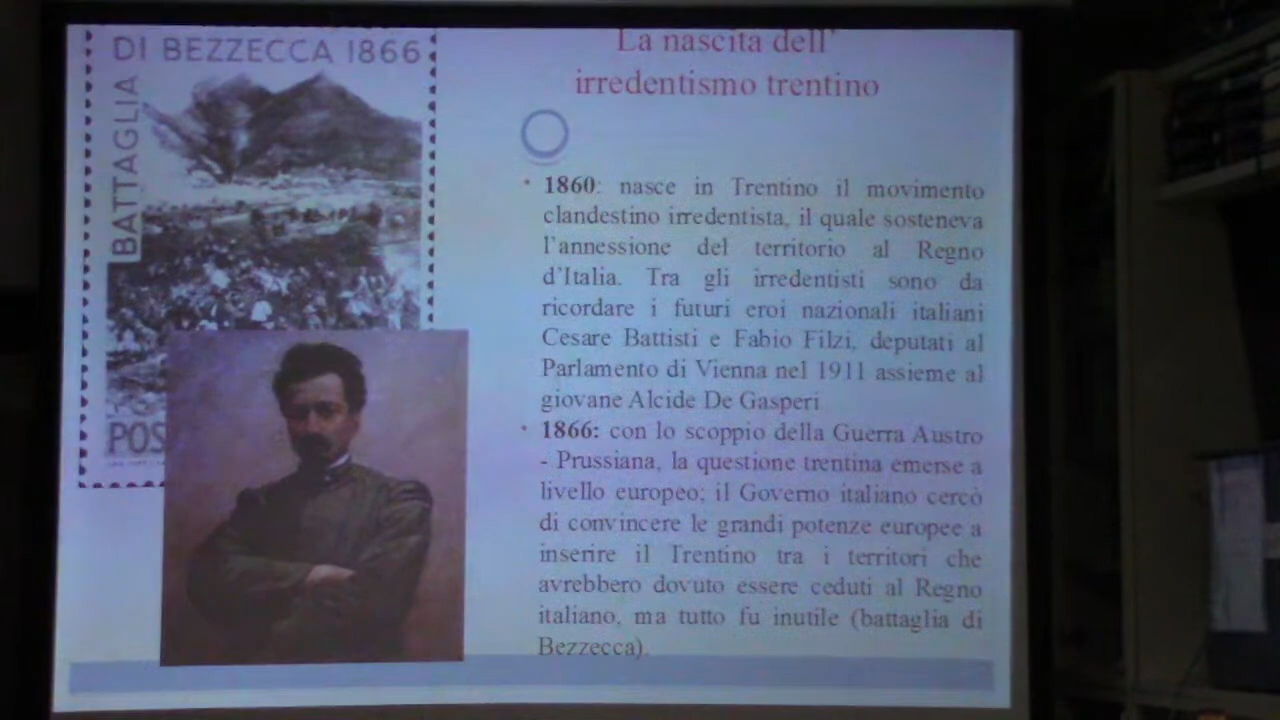 DI BEZZECCA 1866
BATTAGLIA
POS
La nascita dell'
irredentismo trentino
• 1860: nasce in Trentino il movimento
clandestino irredentista, il quale sosteneva
l'annessione del territorio al Regno
d'Italia. Tra gli irredentisti sono da
ricordare i futuri eroi nazionali italiani
Cesare Battisti e Fabio Filzi, deputati al
Parlamento di Vienna nel 1911 assieme al
giovane Alcide De Gasperi
• 1866: con lo scoppio della Guerra Austro
- Prussiana, la questione trentina emerse a
livello europeo; il Governo italiano cercò
di convincere le grandi potenze europee a
inserire il Trentino tra i territori che
avrebbero dovuto essere ceduti al Regno
italiano, ma tutto fu inutile (battaglia di
Bezzecca).